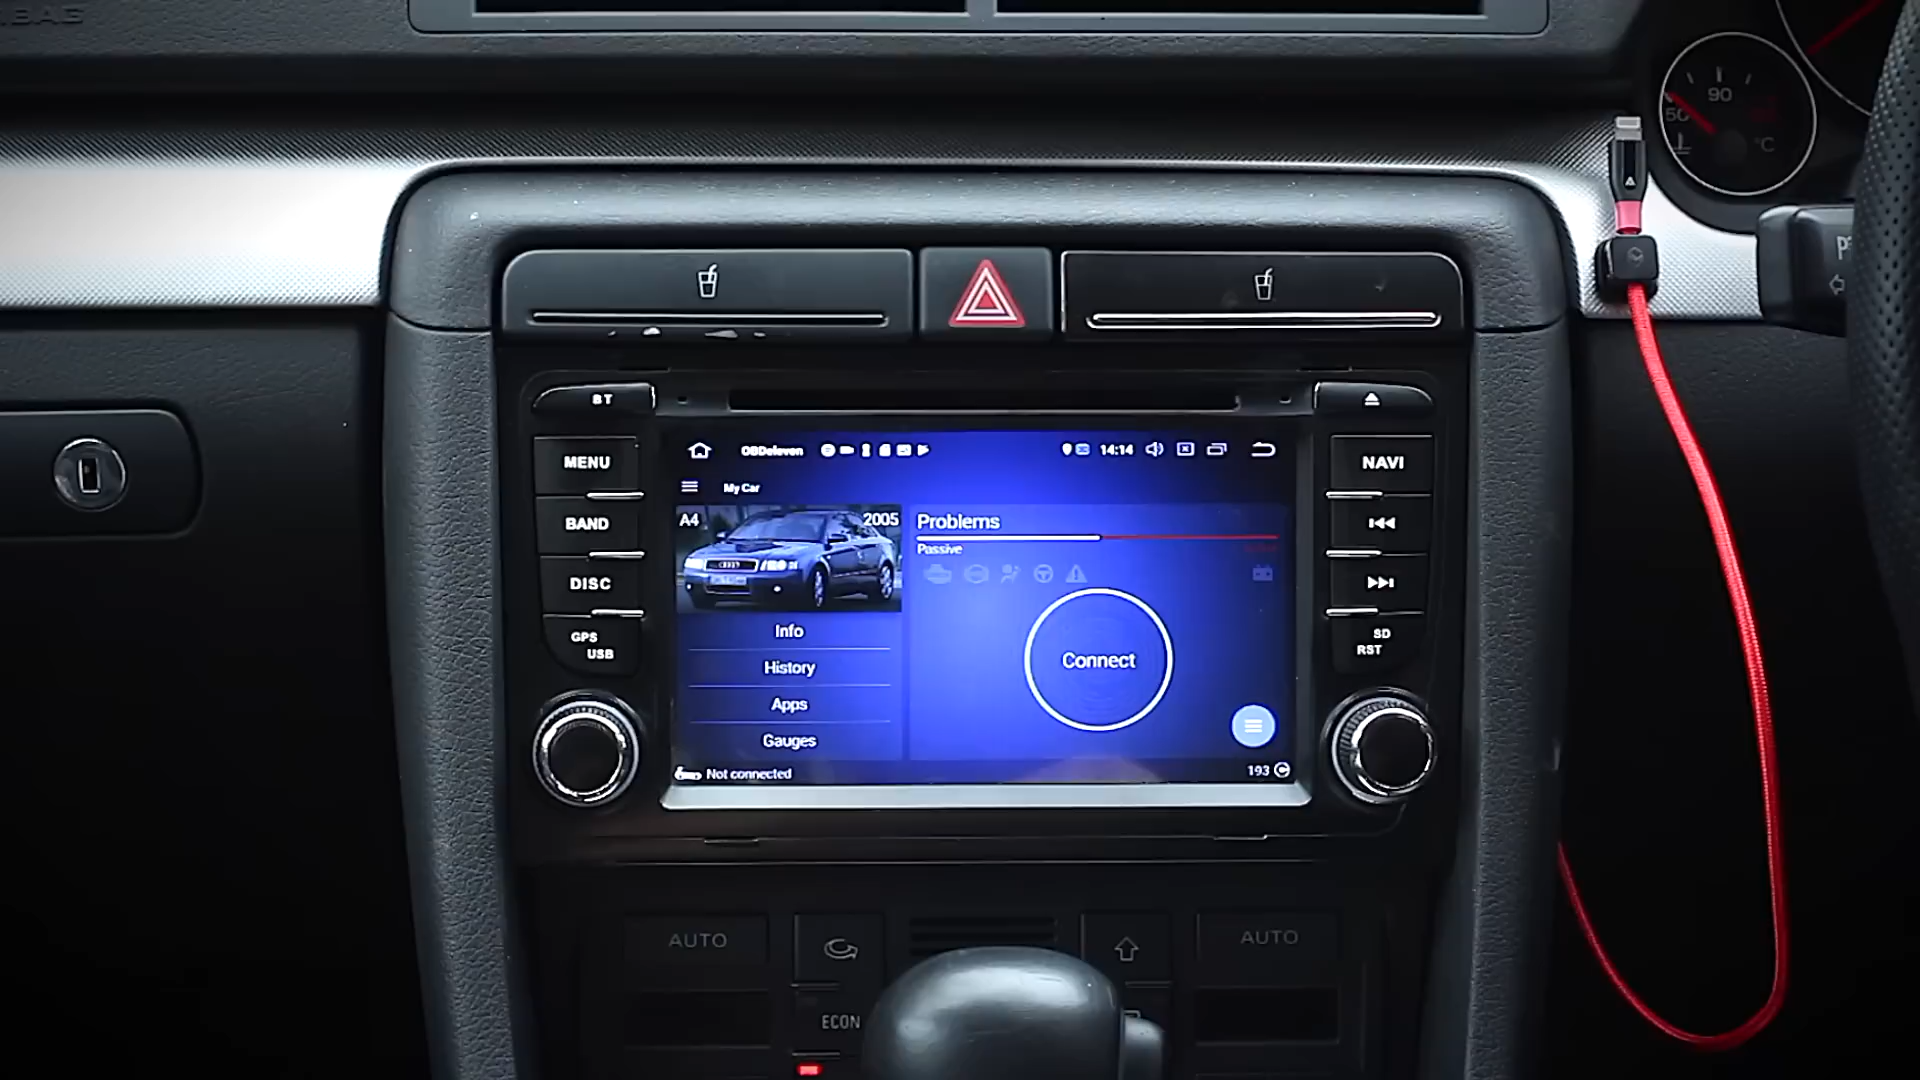 90
50
°C
BT
MENU
BAND
DISC
GPS
USB
NAVI
SD
RST
OBDeleven
14:14
My Car
A4
2005
Problems
Passive
Connect
Info
History
Apps
Gauges
Not connected
193
AUTO
AUTO
ECON